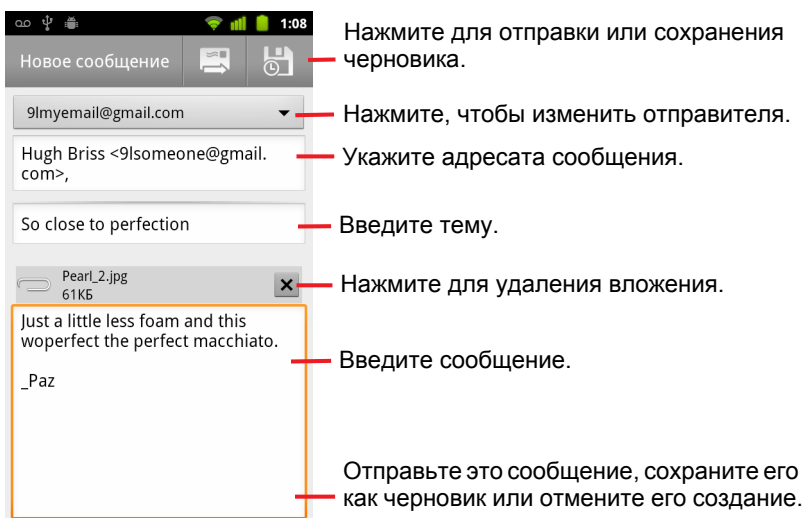 1:08
Новое сообщение
Нажмите для отправки или сохранения
черновика.
9lmyemail@gmail.com
Нажмите, чтобы изменить отправителя.
Hugh Briss <9lsomeone@gmail.
com>,
Укажите адресата сообщения.
So close to perfection
Введите тему.
Pearl_2.jpg
61КБ
Нажмите для удаления вложения.
Just a little less foam and this
woperfect the perfect macchiato.
_Paz
Введите сообщение.
Отправьте это сообщение, сохраните его
как черновик или отмените его создание.